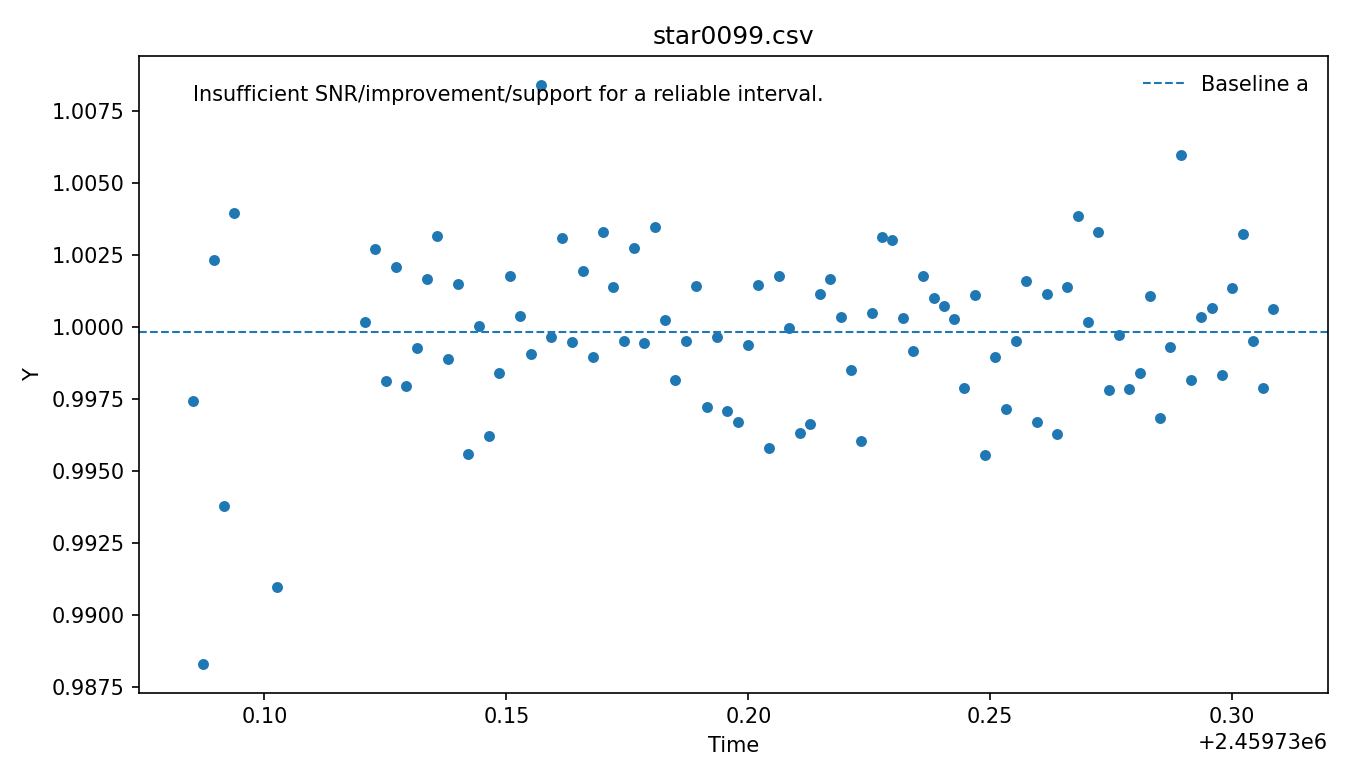 star0099.csv
Insufficient SNR/improvement/support for a reliable interval.
Baseline a
1.0075
1.0050
1.0025
1.0000
0.9975
0.9950
0.9925
0.9900
0.9875
Y
0.10 0.15 0.20 0.25 0.30
Time
+2.45973e6